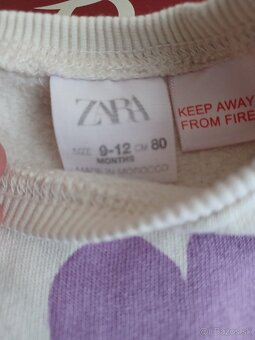 ZARA
SIZE 9-12 CM 80
MONTHS
MADE IN MOROCCO
KEEP AWAY
FROM FIRE